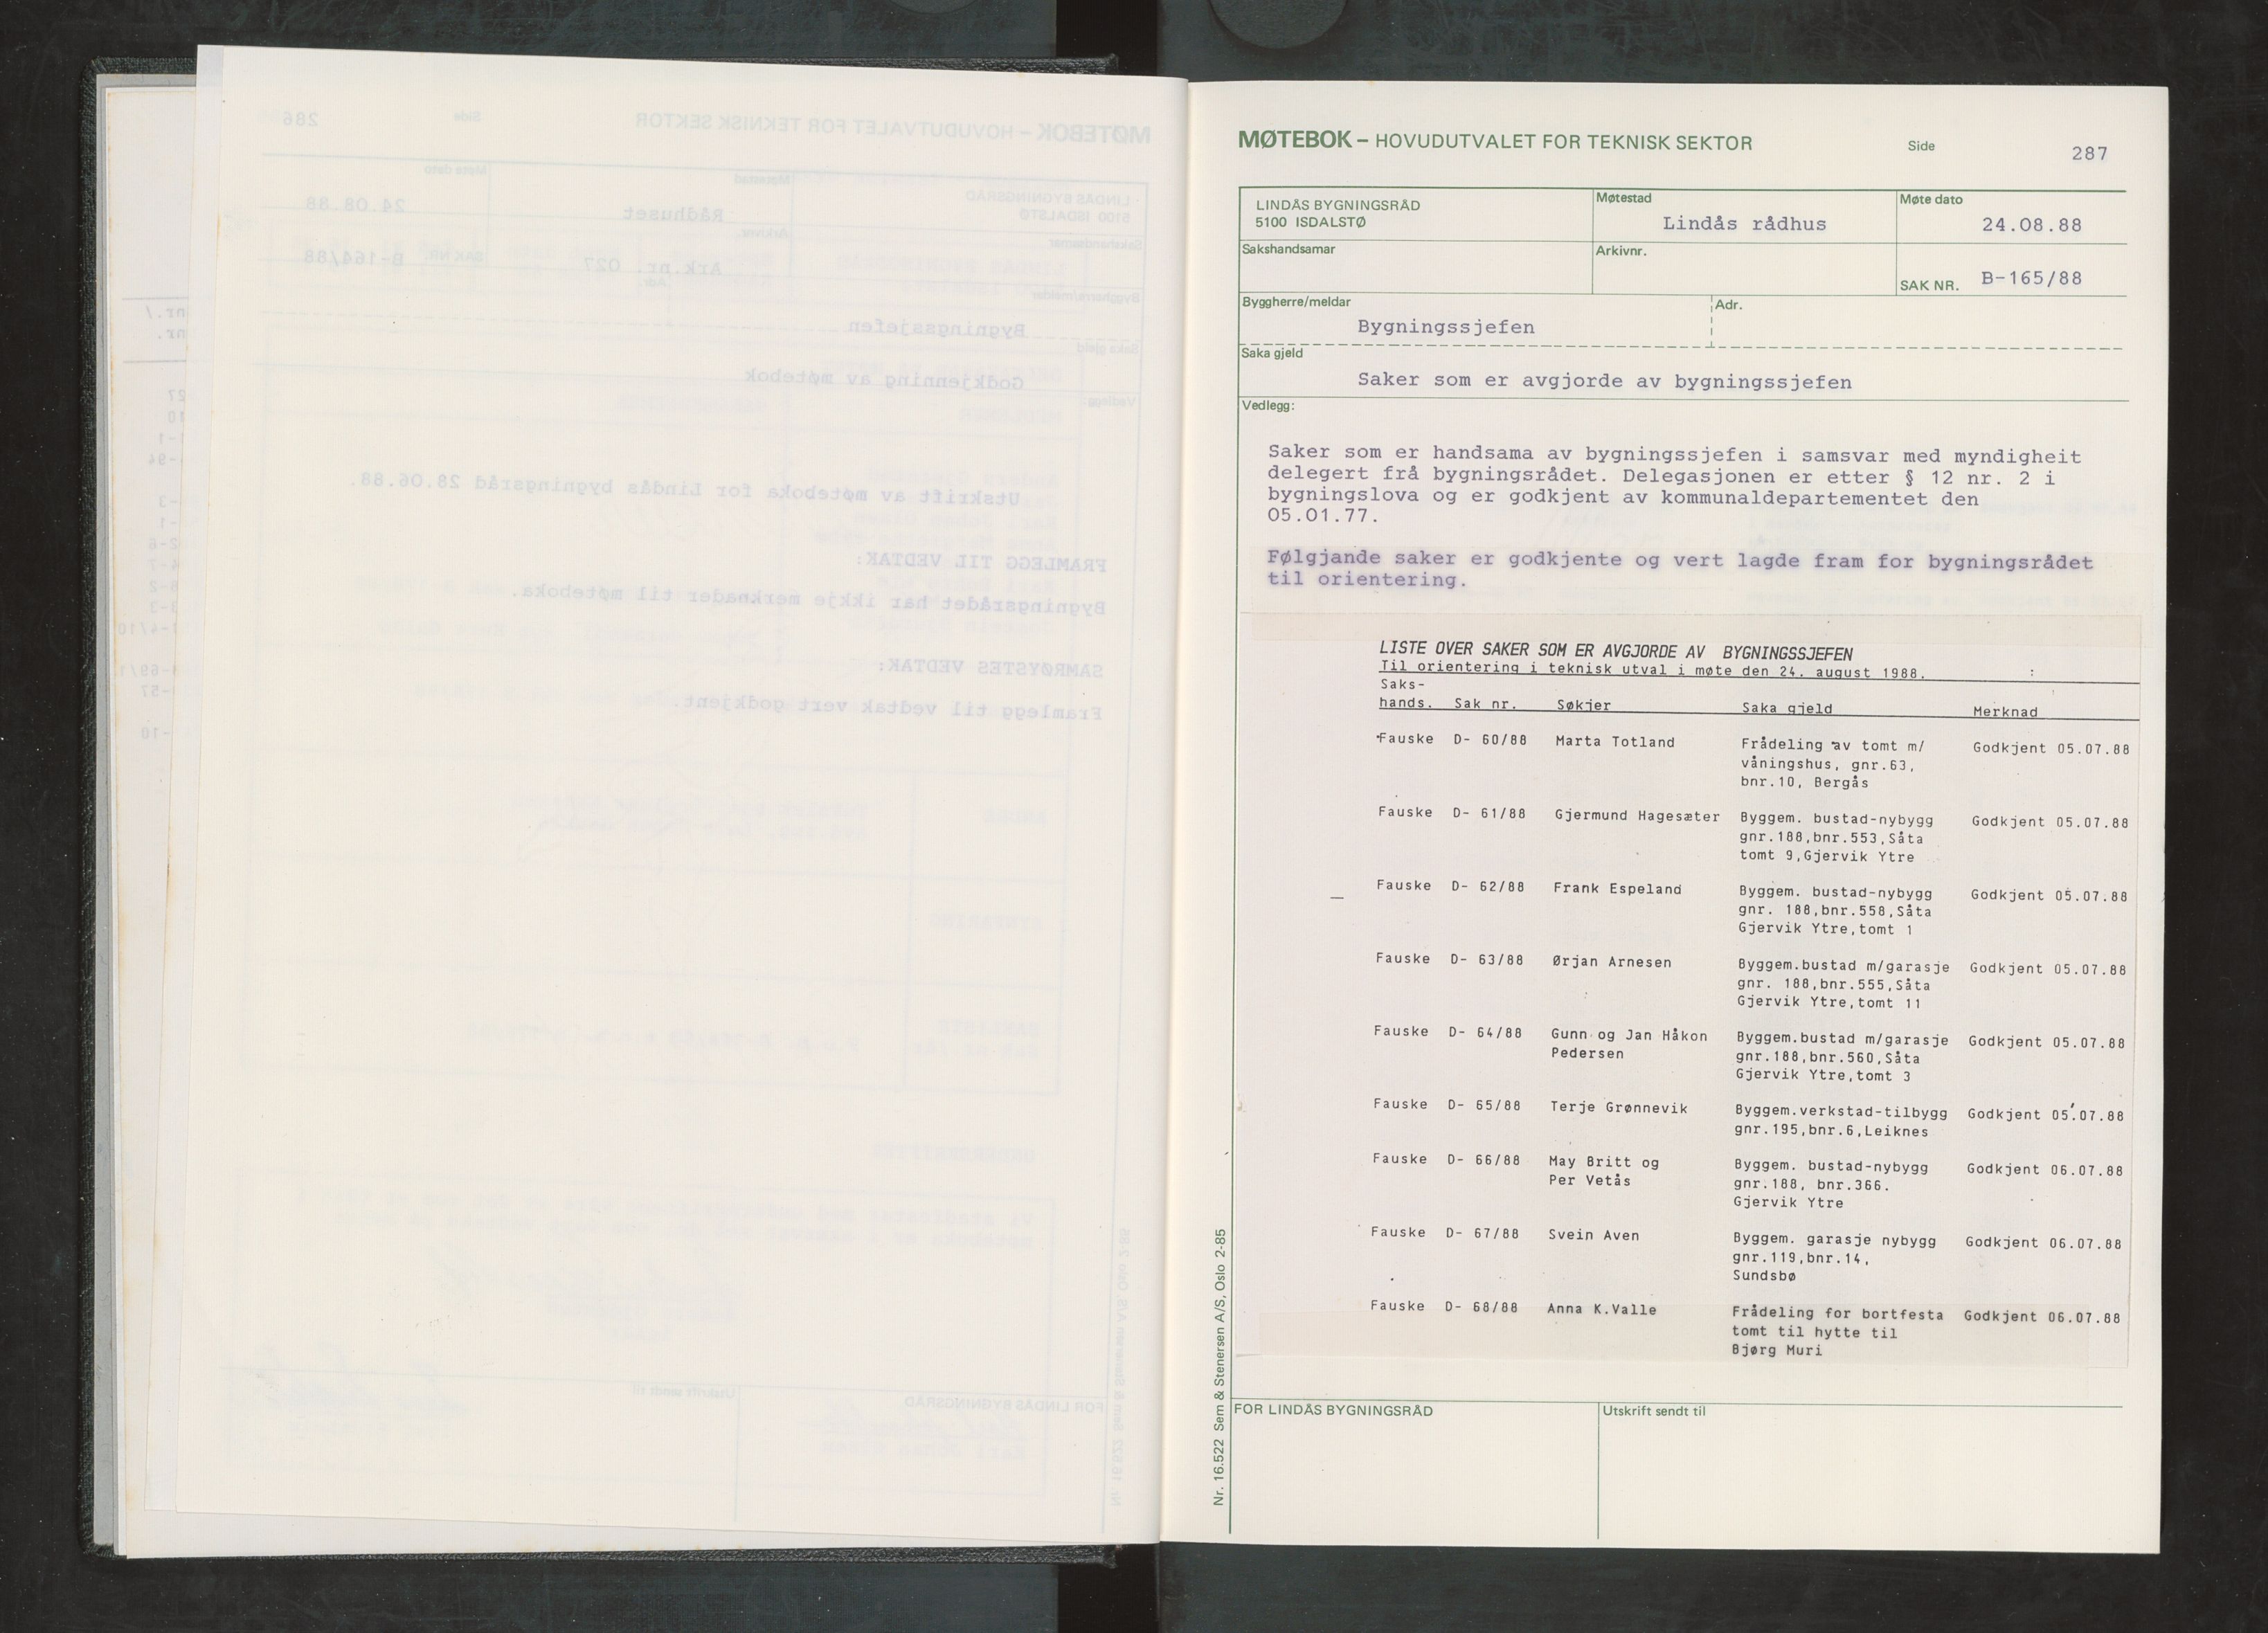 MØTEBOK – HOVUDUTVALET FOR TEKNISK SEKTOR Side 287
LINDÅS BYGNINGSRÅD
5100 ISDALSTØ
Møtestad
Lindås rådhus
Møte dato
24.08.88
Sakshandsamar
Arkivnr.
SAK NR. B-165/88
Byggherre/meldar
Bygningssjefen
Adr.
Saka gjeld
Saker som er avgjorde av bygningssjefen
Vedlegg:
Saker som er handsama av bygningssjefen i samsvar med myndigheit
delegert frå bygningsrådet. Delegasjonen er etter § 12 nr. 2 i
bygningslova og er godkjent av kommunaldepartementet den
05.01.77.
Følgjande saker er godkjente og vert lagde fram for bygningsrådet
til orientering.
LISTE OVER SAKER SOM ER AVGJORDE AV BYGNINGSSJEFEN
Til orientering i teknisk utval i møte den 24. august 1988. :
Saks-
hands. Sak nr. Søkjer Saka gjeld Merknad
Fauske D- 60/88 Marta Totland Frådeling av tomt m/ Godkjent 05.07.88
våningshus, gnr.63,
bnr.10, Bergås
Fauske D- 61/88 Gjermund Hagesæter Byggem. bustad-nybygg Godkjent 05.07.88
gnr.188,bnr.553,Såta
tomt 9,Gjervik Ytre
Fauske D- 62/88 Frank Espeland Byggem. bustad-nybygg Godkjent 05.07.88
gnr. 188,bnr.558,Såta
Gjervik Ytre,tomt 1
Fauske D- 63/88 Ørjan Arnesen Byggem.bustad m/garasje Godkjent 05.07.88
gnr. 188,bnr.555,Såta
Gjervik Ytre,tomt 11
Fauske D- 64/88 Gunn og Jan Håkon Byggem.bustad m/garasje Godkjent 05.07.88
Pedersen gnr.188,bnr.560,Såta
Gjervik Ytre,tomt 3
Fauske D- 65/88 Terje Grønnevik Byggem.verkstad-tilbygg Godkjent 05.07.88
gnr.195,bnr.6,Leiknes
Fauske D- 66/88 May Britt og Byggem. bustad-nybygg Godkjent 06.07.88
Per Vetås gnr.188, bnr.366.
Gjervik Ytre
Fauske D- 67/88 Svein Aven Byggem. garasje nybygg Godkjent 06.07.88
gnr.119,bnr.14,
Sundsbø
Fauske D- 68/88 Anna K.Valle Frådeling for bortfesta Godkjent 06.07.88
tomt til hytte til
Bjørg Muri
FOR LINDÅS BYGNINGSRÅD
Utskrift sendt til
Nr. 16.522 Sem & Stenersen A/S, Oslo 2-85